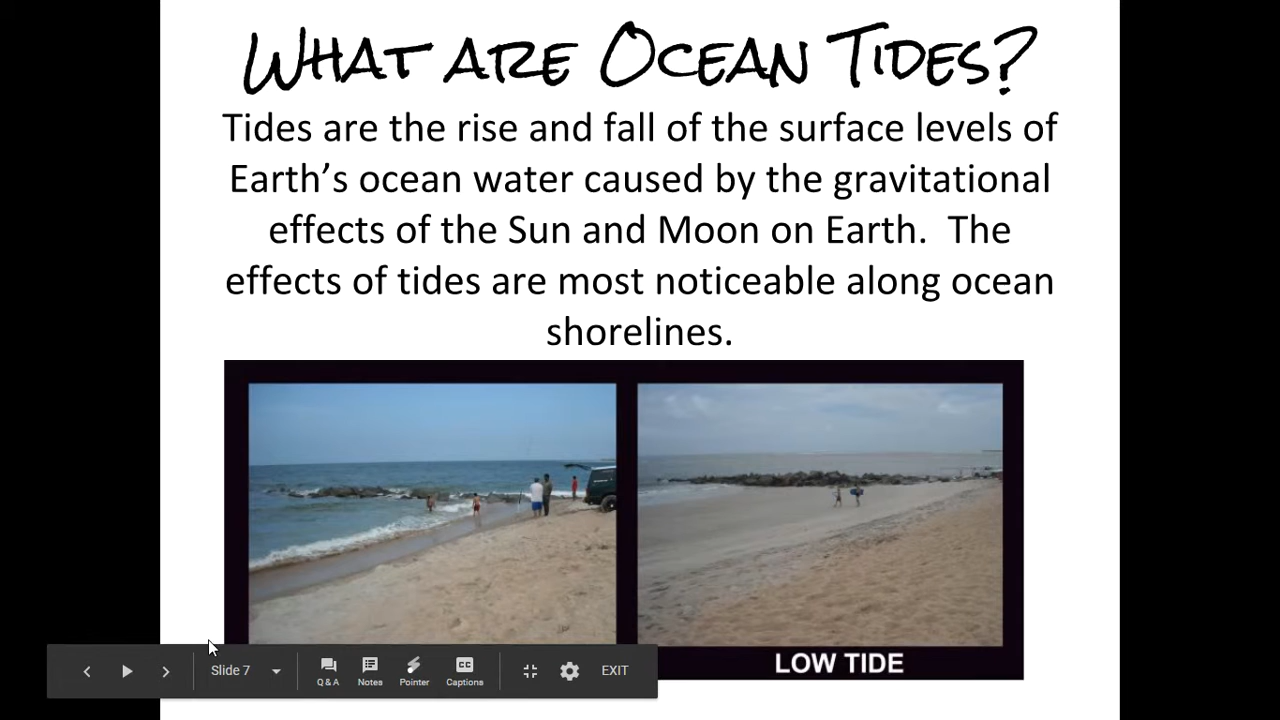 WHAT ARE OCEAN TIDES?
Tides are the rise and fall of the surface levels of
Earth’s ocean water caused by the gravitational
effects of the Sun and Moon on Earth.  The
effects of tides are most noticeable along ocean
shorelines.
LOW TIDE
Slide 7
Q & A
Notes
Pointer
CC
Captions
EXIT